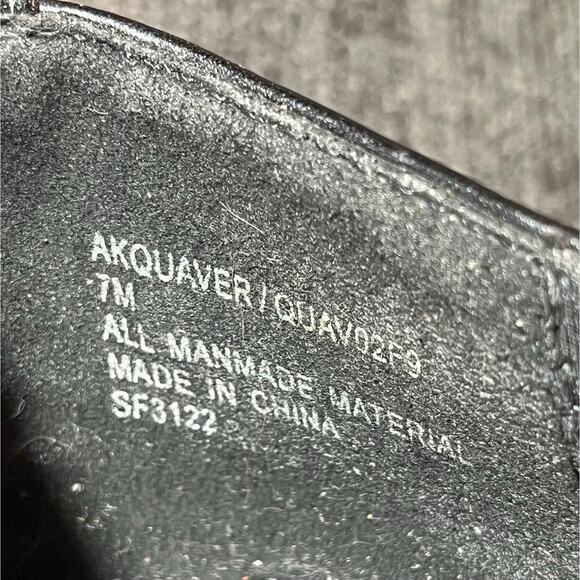 AKQUAVER / QUAV02F9
7M
ALL MANMADE MATERIAL
MADE IN CHINA
SF3122